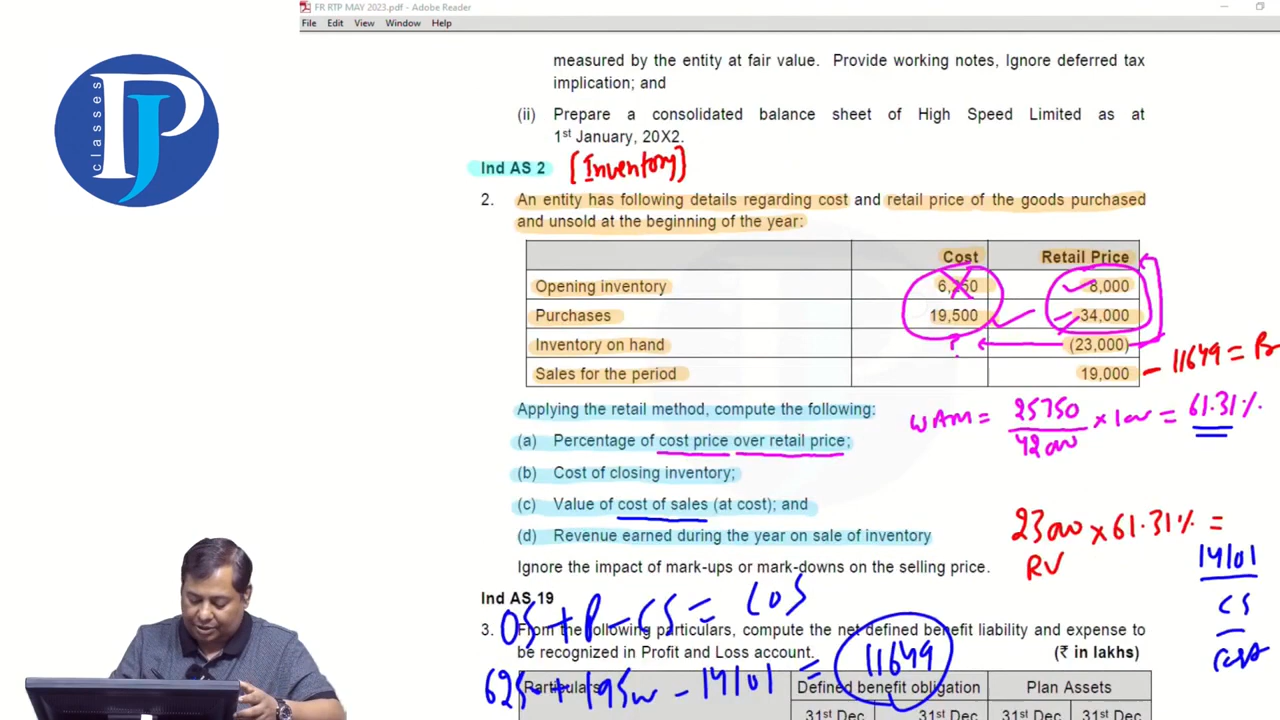 FR RTP MAY 2023.pdf - Adobe Reader
File Edit View Window Help
classes
PJ
measured by the entity at fair value. Provide working notes, Ignore deferred tax
implication; and
(ii) Prepare a consolidated balance sheet of High Speed Limited as at
1st January, 20X2.
Ind AS 2 [Inventory]
2. An entity has following details regarding cost and retail price of the goods purchased
and unsold at the beginning of the year:
Cost Retail Price
Opening inventory 6,250 8,000
Purchases 19,500 34,000
Inventory on hand ? (23,000)
Sales for the period 19,000 - 11649 =
Applying the retail method, compute the following:
WAM = 25750 / 42000 × 100 = 61.31%
(a) Percentage of cost price over retail price;
(b) Cost of closing inventory;
(c) Value of cost of sales (at cost); and
(d) Revenue earned during the year on sale of inventory
23000 × 61.31% =
RV
14101
CS
Cost
Ignore the impact of mark-ups or mark-downs on the selling price.
Ind AS 19
OS + P - CS = COS
3. From the following particulars, compute the net defined benefit liability and expense to
be recognized in Profit and Loss account. (₹ in lakhs)
6250 + 19500 - 14101 = 11649
Particulars Defined benefit obligation Plan Assets
31st Dec 31st Dec 31st Dec 31st Dec